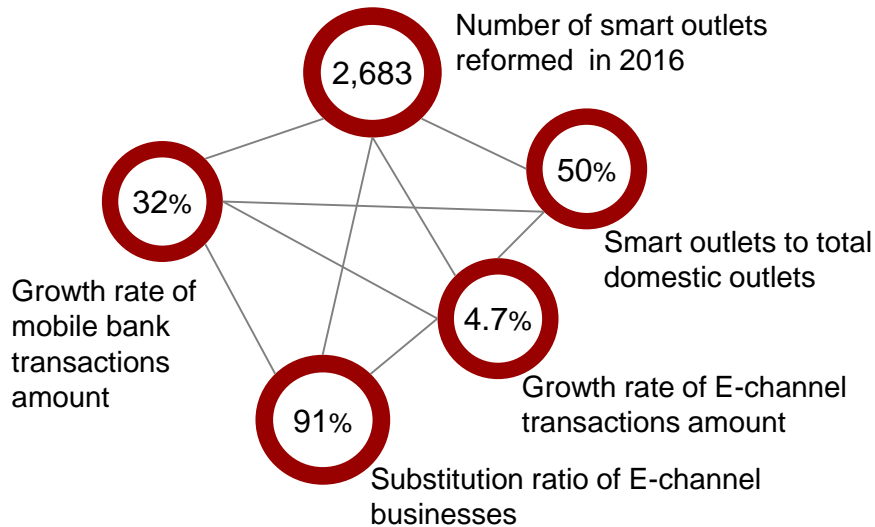 Number of smart outlets
reformed in 2016
2,683
50%
Smart outlets to total
domestic outlets
32%
Growth rate of
mobile bank
transactions
amount
4.7%
Growth rate of E-channel
transactions amount
91%
Substitution ratio of E-channel
businesses